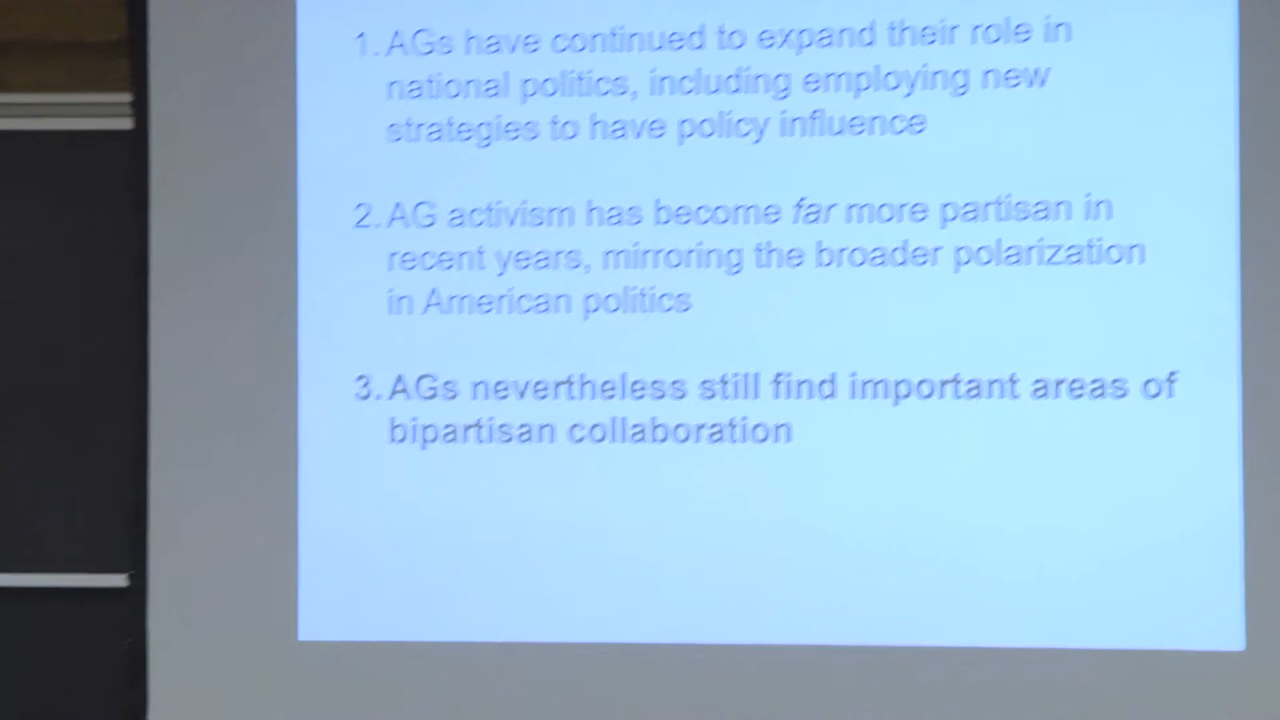 1. AGs have continued to expand their role in
national politics, including employing new
strategies to have policy influence
2. AG activism has become far more partisan in
recent years, mirroring the broader polarization
in American politics
3. AGs nevertheless still find important areas of
bipartisan collaboration